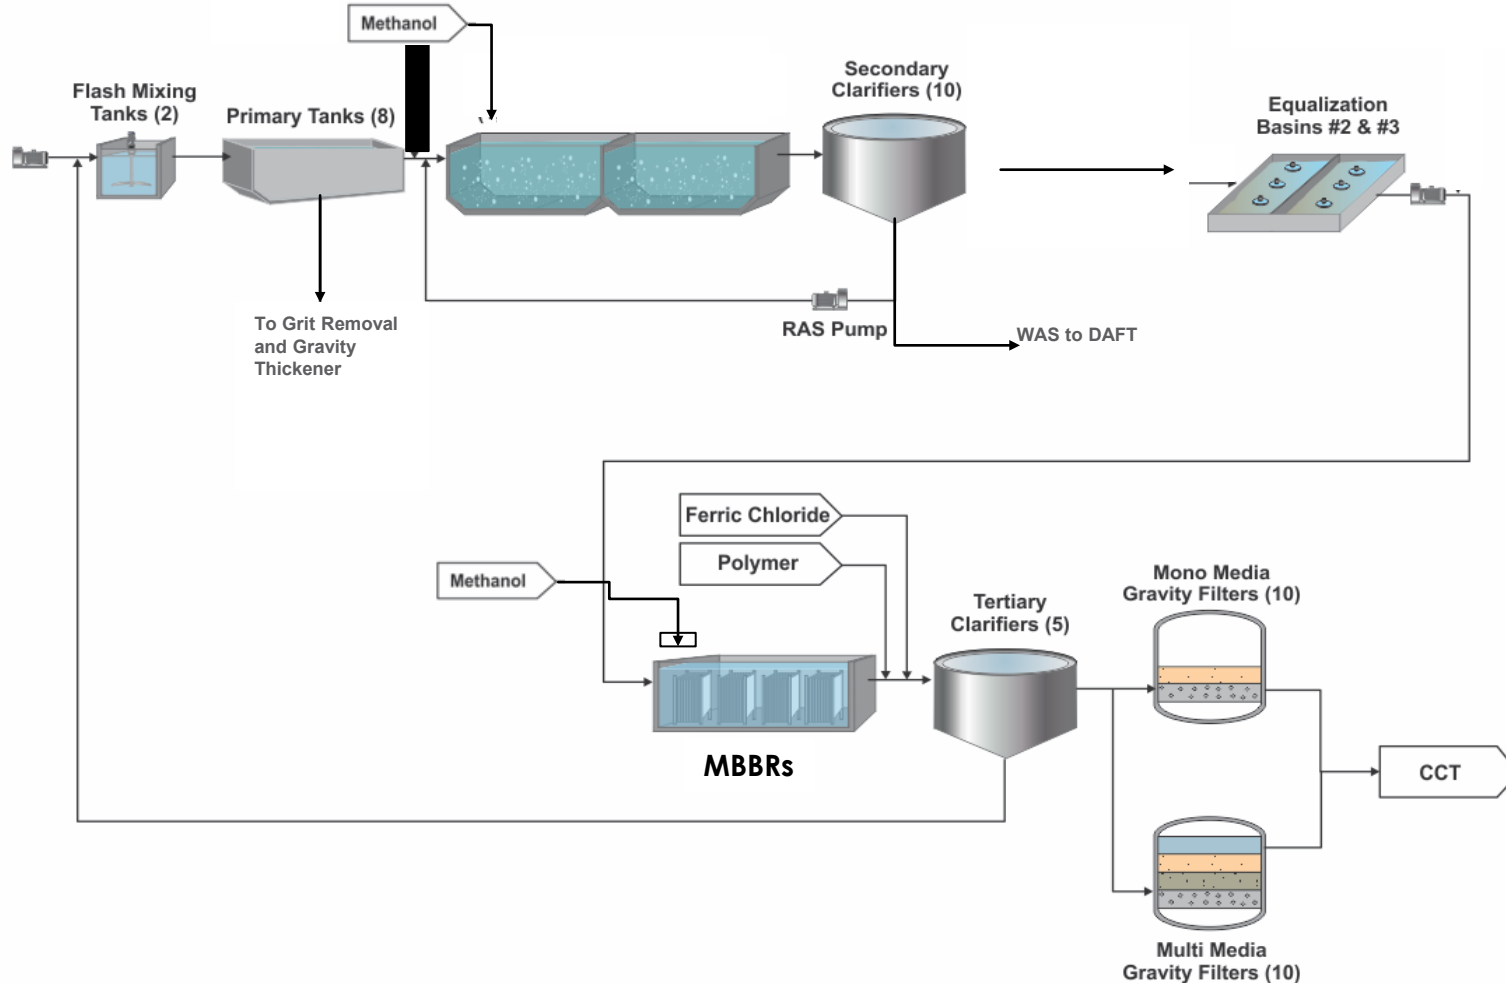 Methanol
Flash Mixing
Tanks (2)
Primary Tanks (8)
Secondary
Clarifiers (10)
Equalization
Basins #2 & #3
To Grit Removal
and Gravity
Thickener
RAS Pump
WAS to DAFT
Ferric Chloride
Polymer
Methanol
MBBRs
Tertiary
Clarifiers (5)
Mono Media
Gravity Filters (10)
CCT
Multi Media
Gravity Filters (10)